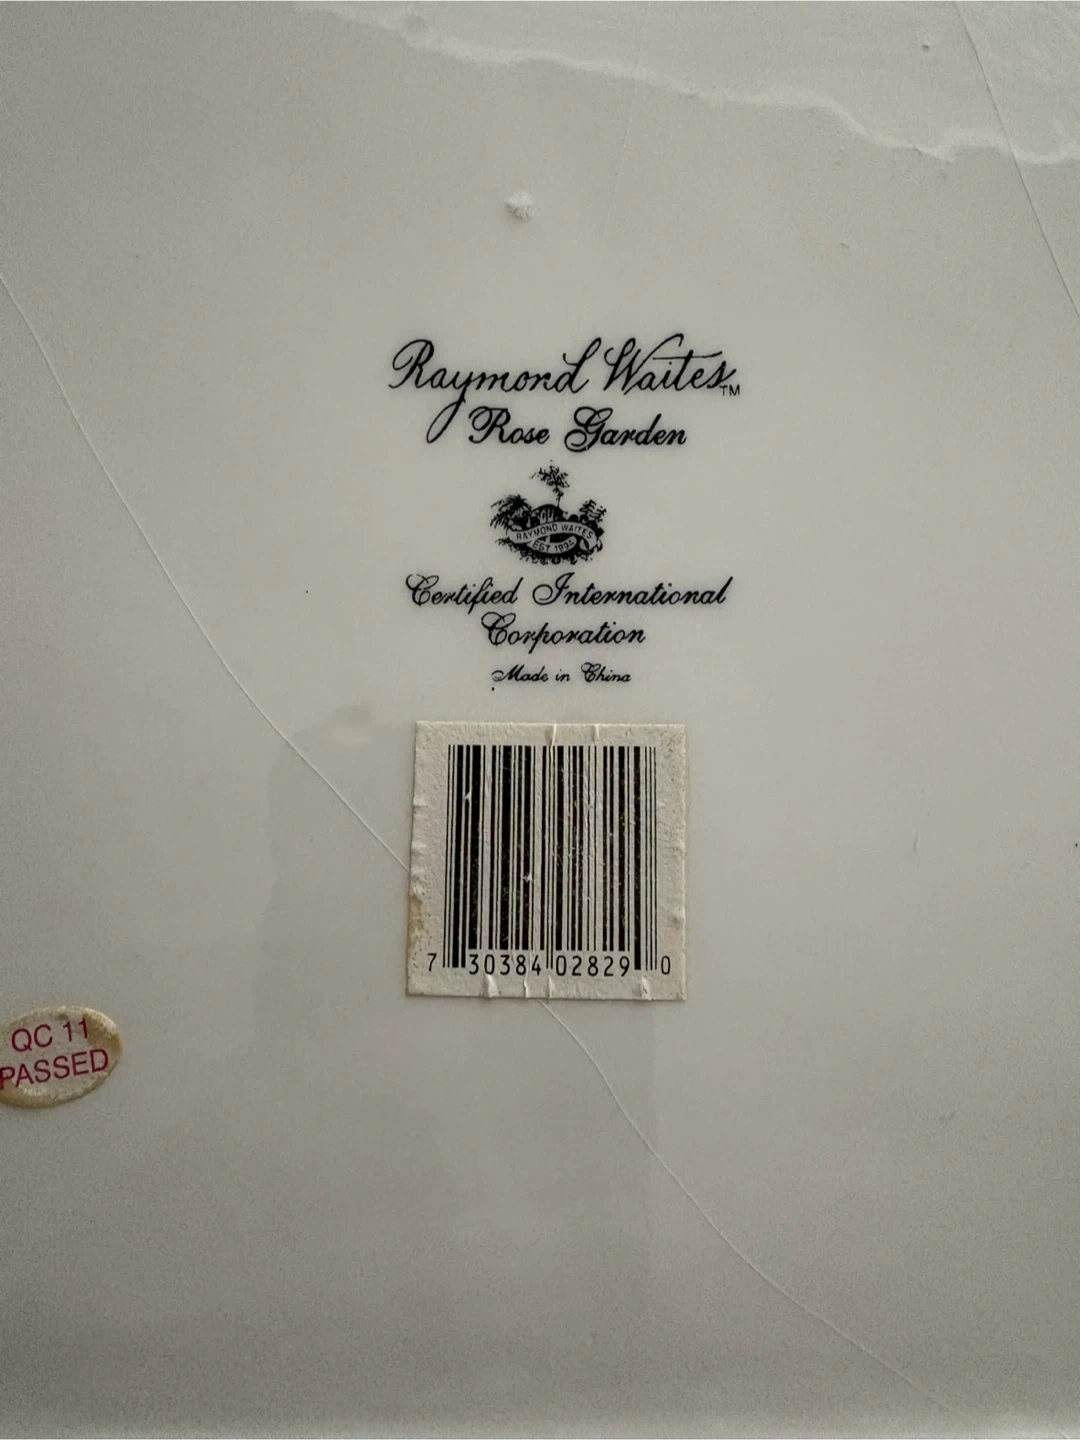 Raymond Waites™
Rose Garden
RAYMOND WAITES
EST 1935
Certified International
Corporation
Made in China
7 30384 02829 0
QC 11
PASSED